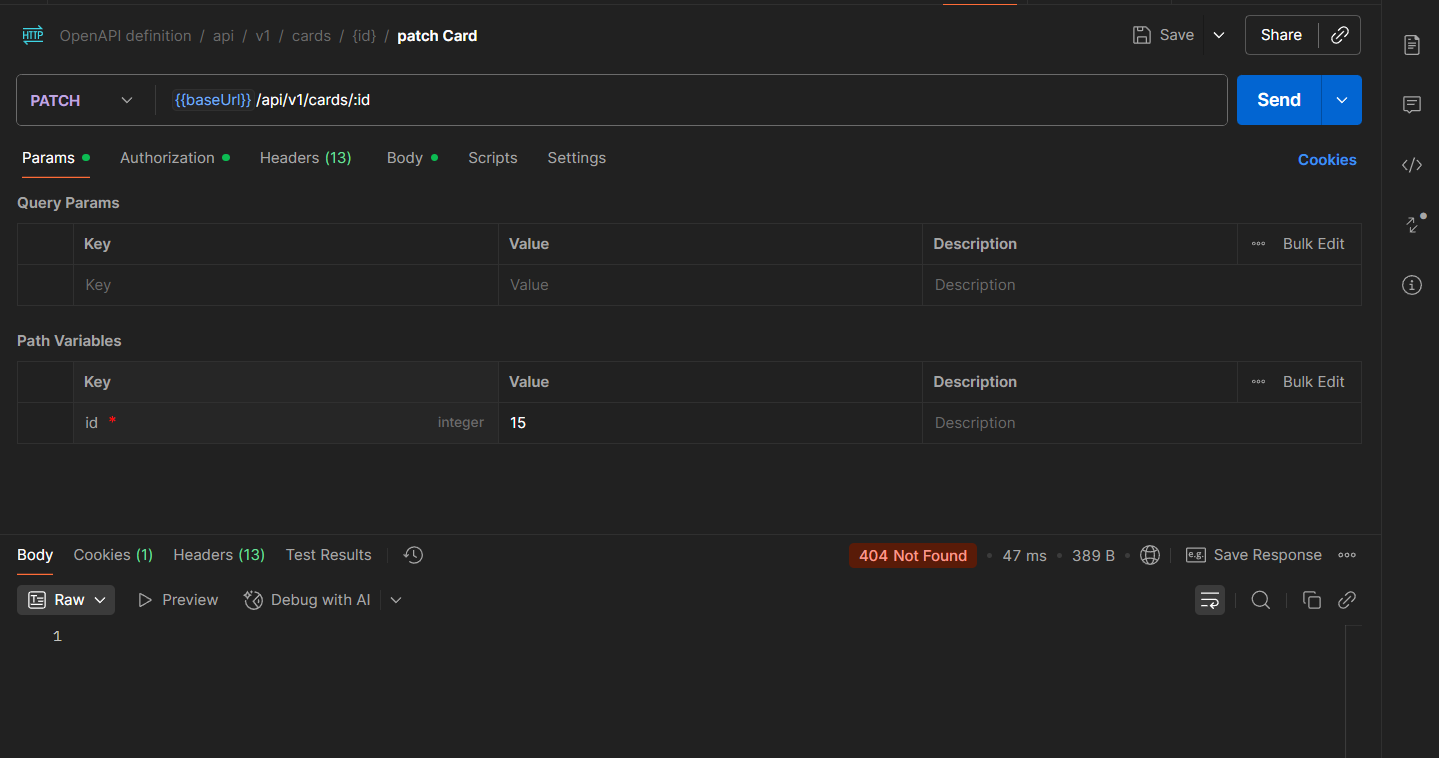 HTTP OpenAPI definition / api / v1 / cards / {id} / patch Card Save Share
PATCH {{baseUrl}} /api/v1/cards/:id Send
Params Authorization Headers (13) Body Scripts Settings Cookies
Query Params
Key Value Description Bulk Edit
Key Value Description
Path Variables
Key Value Description Bulk Edit
id * integer 15 Description
Body Cookies (1) Headers (13) Test Results 404 Not Found • 47 ms • 389 B • e.g. Save Response
Raw Preview Debug with AI
1